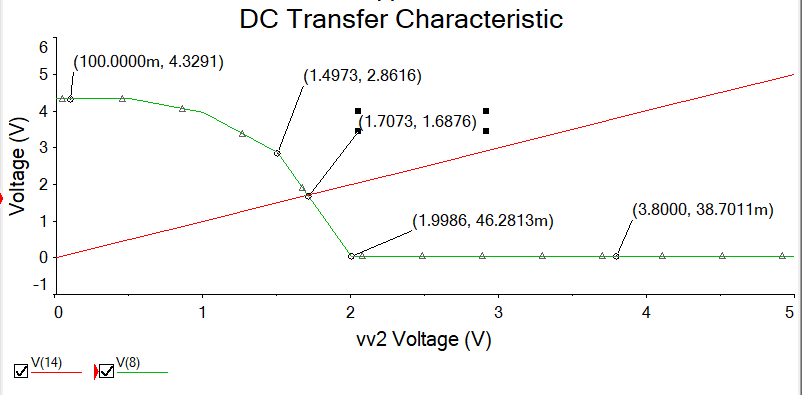 DC Transfer Characteristic
6
5
4
3
2
1
0
-1
Voltage (V)
(100.0000m, 4.3291)
(1.4973, 2.8616)
(1.7073, 1.6876)
(1.9986, 46.2813m)
(3.8000, 38.7011m)
0 1 2 3 4 5
vv2 Voltage (V)
V(14) V(8)